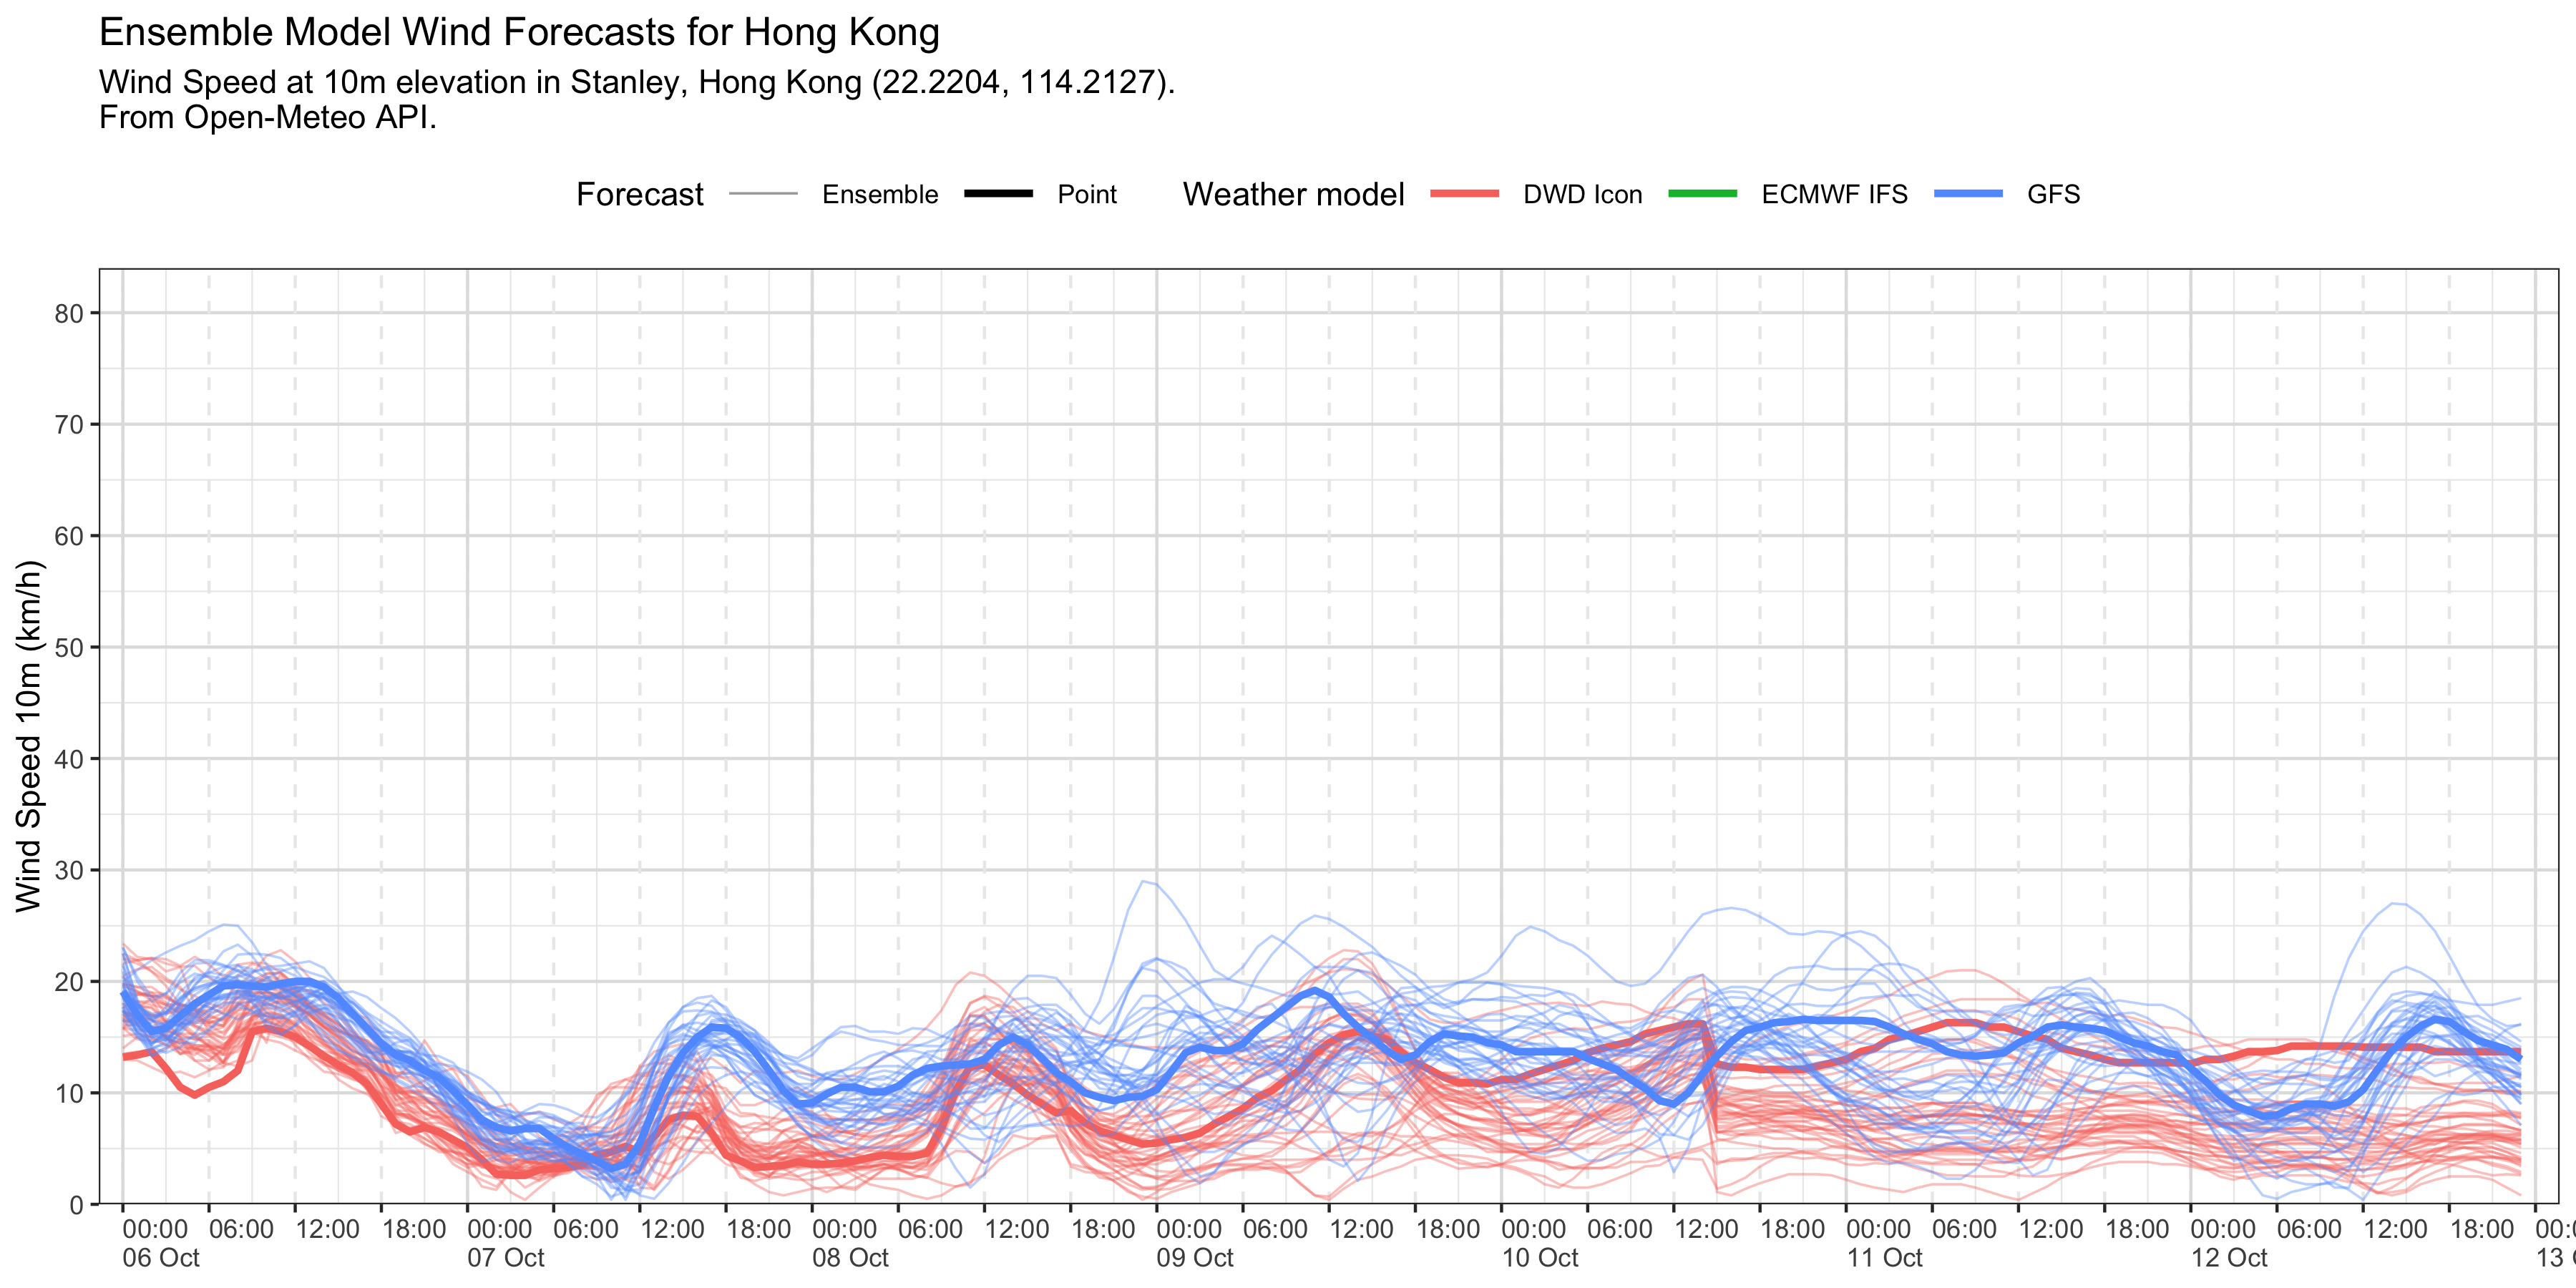 Ensemble Model Wind Forecasts for Hong Kong
Wind Speed at 10m elevation in Stanley, Hong Kong (22.2204, 114.2127).
From Open-Meteo API.
Forecast Ensemble Point Weather model DWD Icon ECMWF IFS GFS
Wind Speed 10m (km/h)
80
70
60
50
40
30
20
10
0
00:00 06:00 12:00 18:00 00:00 06:00 12:00 18:00 00:00 06:00 12:00 18:00 00:00 06:00 12:00 18:00 00:00 06:00 12:00 18:00 00:00 06:00 12:00 18:00 00:00 06:00 12:00 18:00
06 Oct 07 Oct 08 Oct 09 Oct 10 Oct 11 Oct 12 Oct 13